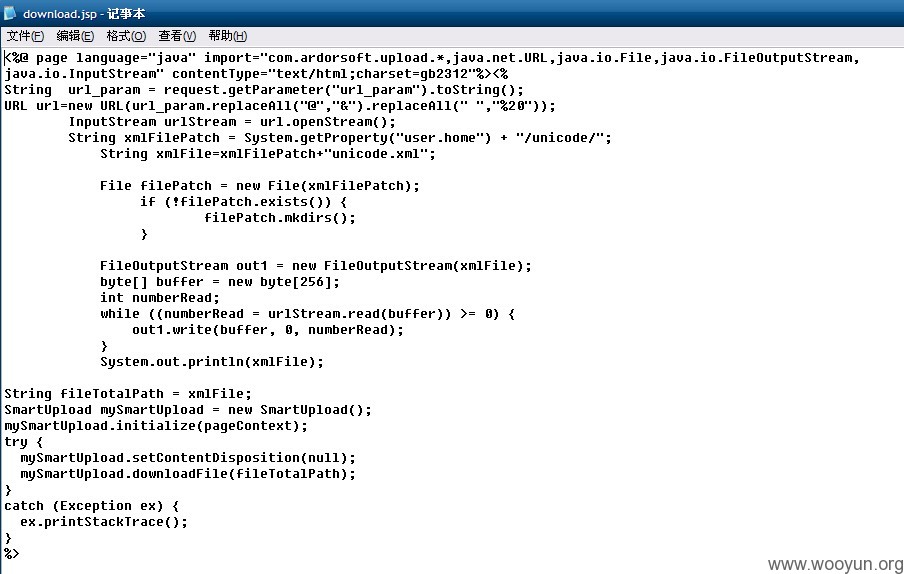 download.jsp - 记事本
文件(F) 编辑(E) 格式(O) 查看(V) 帮助(H)
<%@ page language="java" import="com.ardorsoft.upload.*,java.net.URL,java.io.File,java.io.FileOutputStream,
java.io.InputStream" contentType="text/html;charset=gb2312"%><%
String  url_param = request.getParameter("url_param").toString();
URL url=new URL(url_param.replaceAll("@","&").replaceAll(" ","%20"));
        InputStream urlStream = url.openStream();
        String xmlFilePatch = System.getProperty("user.home") + "/unicode/";
            String xmlFile=xmlFilePatch+"unicode.xml";

            File filePatch = new File(xmlFilePatch);
                 if (!filePatch.exists()) {
                         filePatch.mkdirs();
                 }

            FileOutputStream out1 = new FileOutputStream(xmlFile);
            byte[] buffer = new byte[256];
            int numberRead;
            while ((numberRead = urlStream.read(buffer)) >= 0) {
                out1.write(buffer, 0, numberRead);
            }
            System.out.println(xmlFile);

String fileTotalPath = xmlFile;
SmartUpload mySmartUpload = new SmartUpload();
mySmartUpload.initialize(pageContext);
try {
  mySmartUpload.setContentDisposition(null);
  mySmartUpload.downloadFile(fileTotalPath);
}
catch (Exception ex) {
  ex.printStackTrace();
}
%>
www.wooyun.org